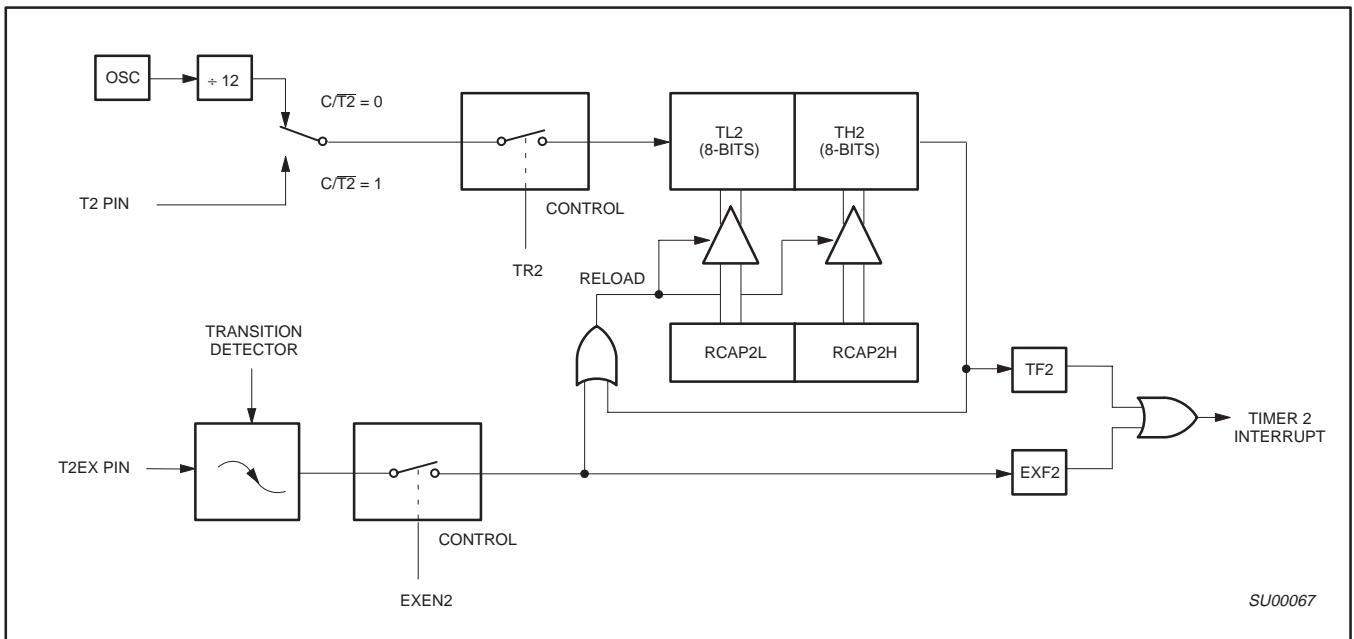 OSC
÷ 12
C/T2̅ = 0
C/T2̅ = 1
T2 PIN
CONTROL
TR2
TL2
(8-BITS)
TH2
(8-BITS)
RELOAD
RCAP2L
RCAP2H
TRANSITION
DETECTOR
T2EX PIN
CONTROL
EXEN2
TF2
EXF2
TIMER 2
INTERRUPT
SU00067